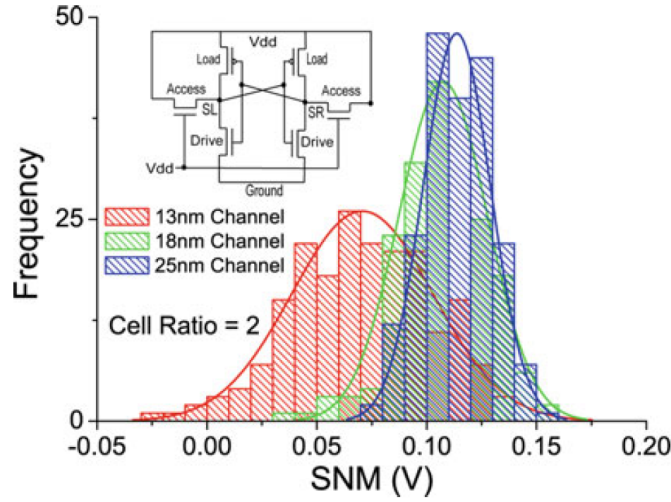 50
25
0
Frequency
Vdd
Load
Load
Access
Access
SL
SR
Drive
Drive
Vdd
Ground
13nm Channel
18nm Channel
25nm Channel
Cell Ratio = 2
-0.05
0.00
0.05
0.10
0.15
0.20
SNM (V)